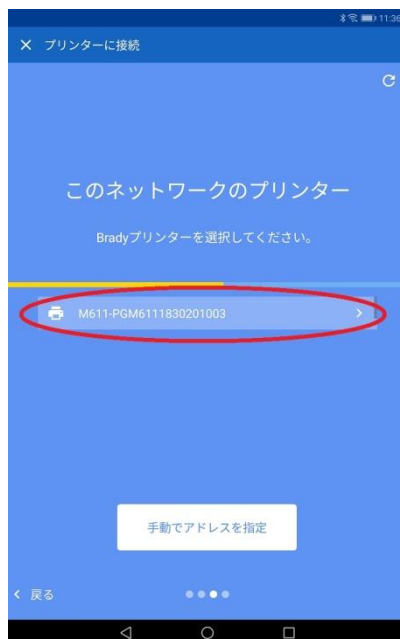 11:36
プリンターに接続
このネットワークのプリンター
Bradyプリンターを選択してください。
M611-PGM6111830201003
手動でアドレスを指定
戻る